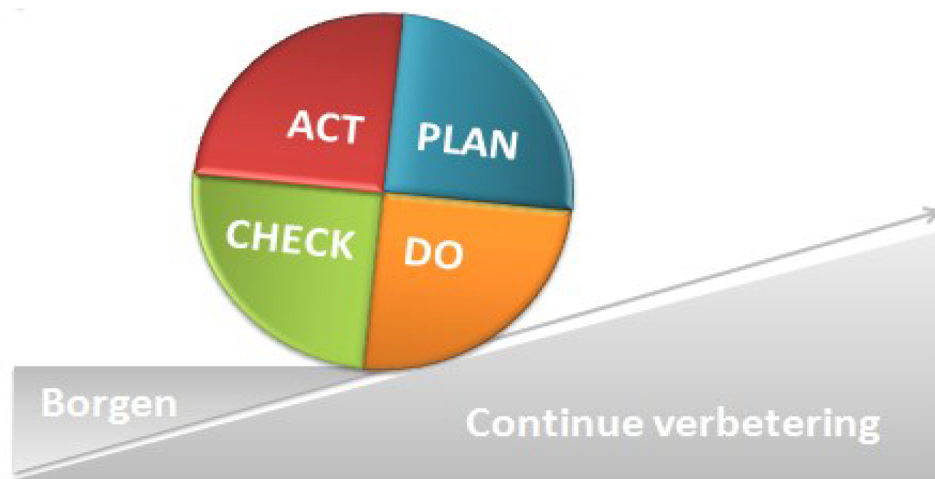 ACT
PLAN
CHECK
DO
Borgen
Continue verbetering